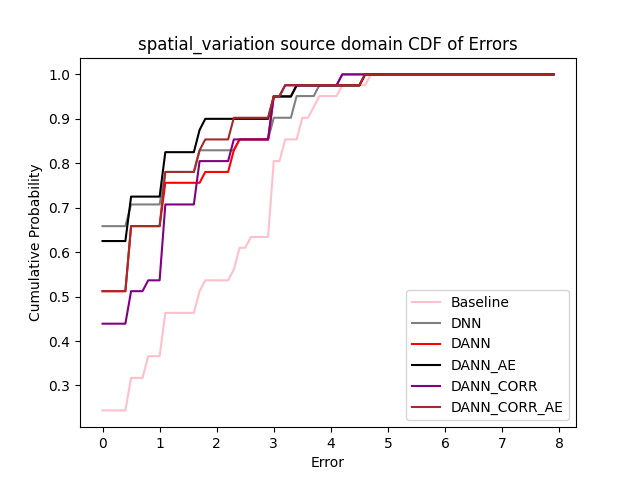 spatial_variation source domain CDF of Errors
Cumulative Probability
1.0
0.9
0.8
0.7
0.6
0.5
0.4
0.3
0 1 2 3 4 5 6 7 8
Error
Baseline
DNN
DANN
DANN_AE
DANN_CORR
DANN_CORR_AE